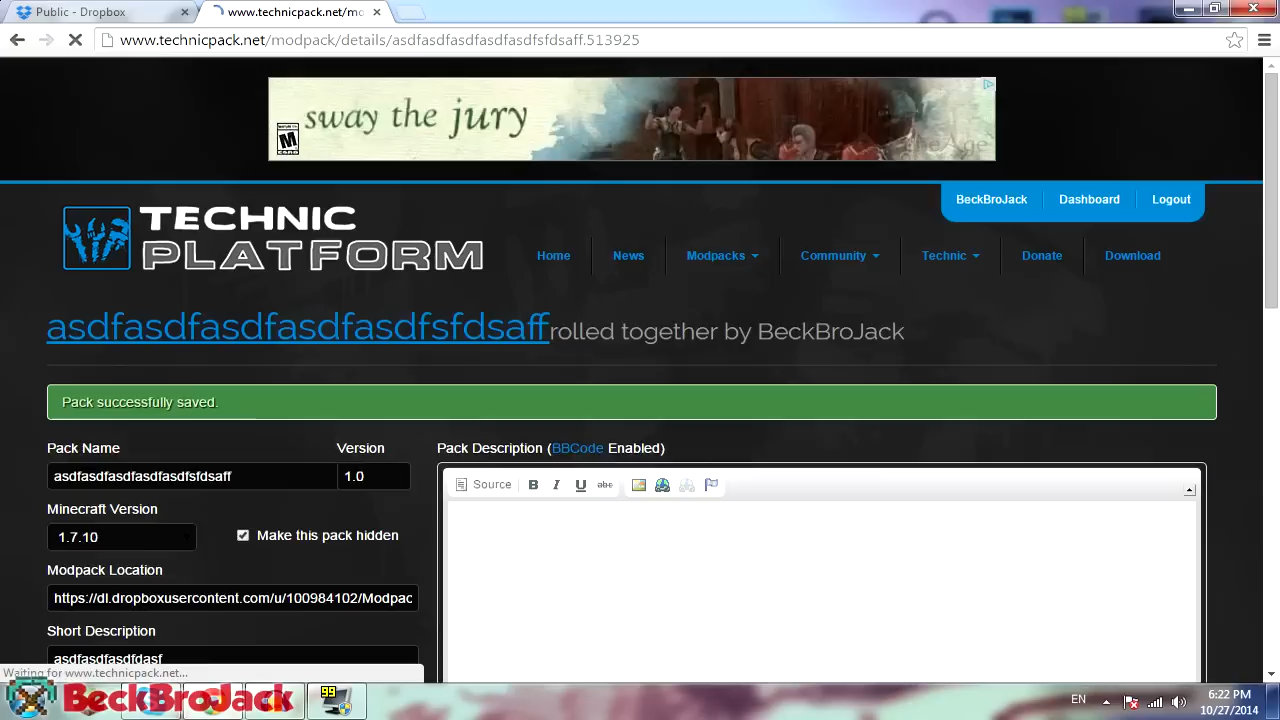 Public - Dropbox
www.technicpack.net/mo
www.technicpack.net/modpack/details/asdfasdfasdfasdfasdfsfdsaff.513925
sway the jury
M
BeckBroJack Dashboard Logout
TECHNIC
PLATFORM
Home News Modpacks Community Technic Donate Download
asdfasdfasdfasdfasdfsfdsaff rolled together by BeckBroJack
Pack successfully saved.
Pack Name Version Pack Description (BBCode Enabled)
asdfasdfasdfasdfasdfsfdsaff 1.0
Source B I U abc
Minecraft Version
1.7.10 Make this pack hidden
Modpack Location
https://dl.dropboxusercontent.com/u/100984102/Modpac
Short Description
asdfasdfasdfdasf
Waiting for www.technicpack.net...
BeckBroJack
99
EN
6:22 PM
10/27/2014